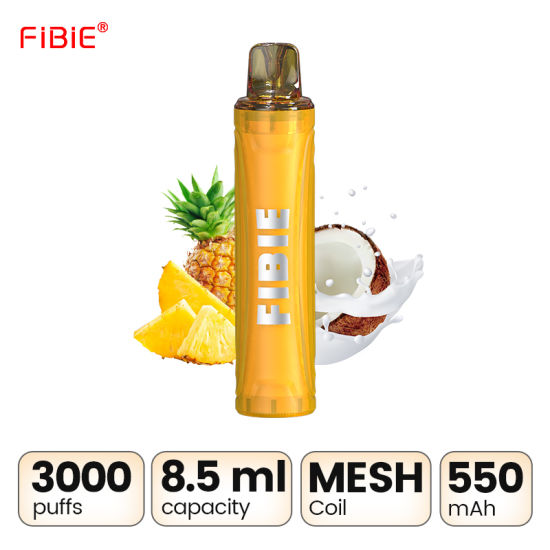 FiBiE®
FIBIE
3000
puffs
8.5 ml
capacity
MESH
Coil
550
mAh